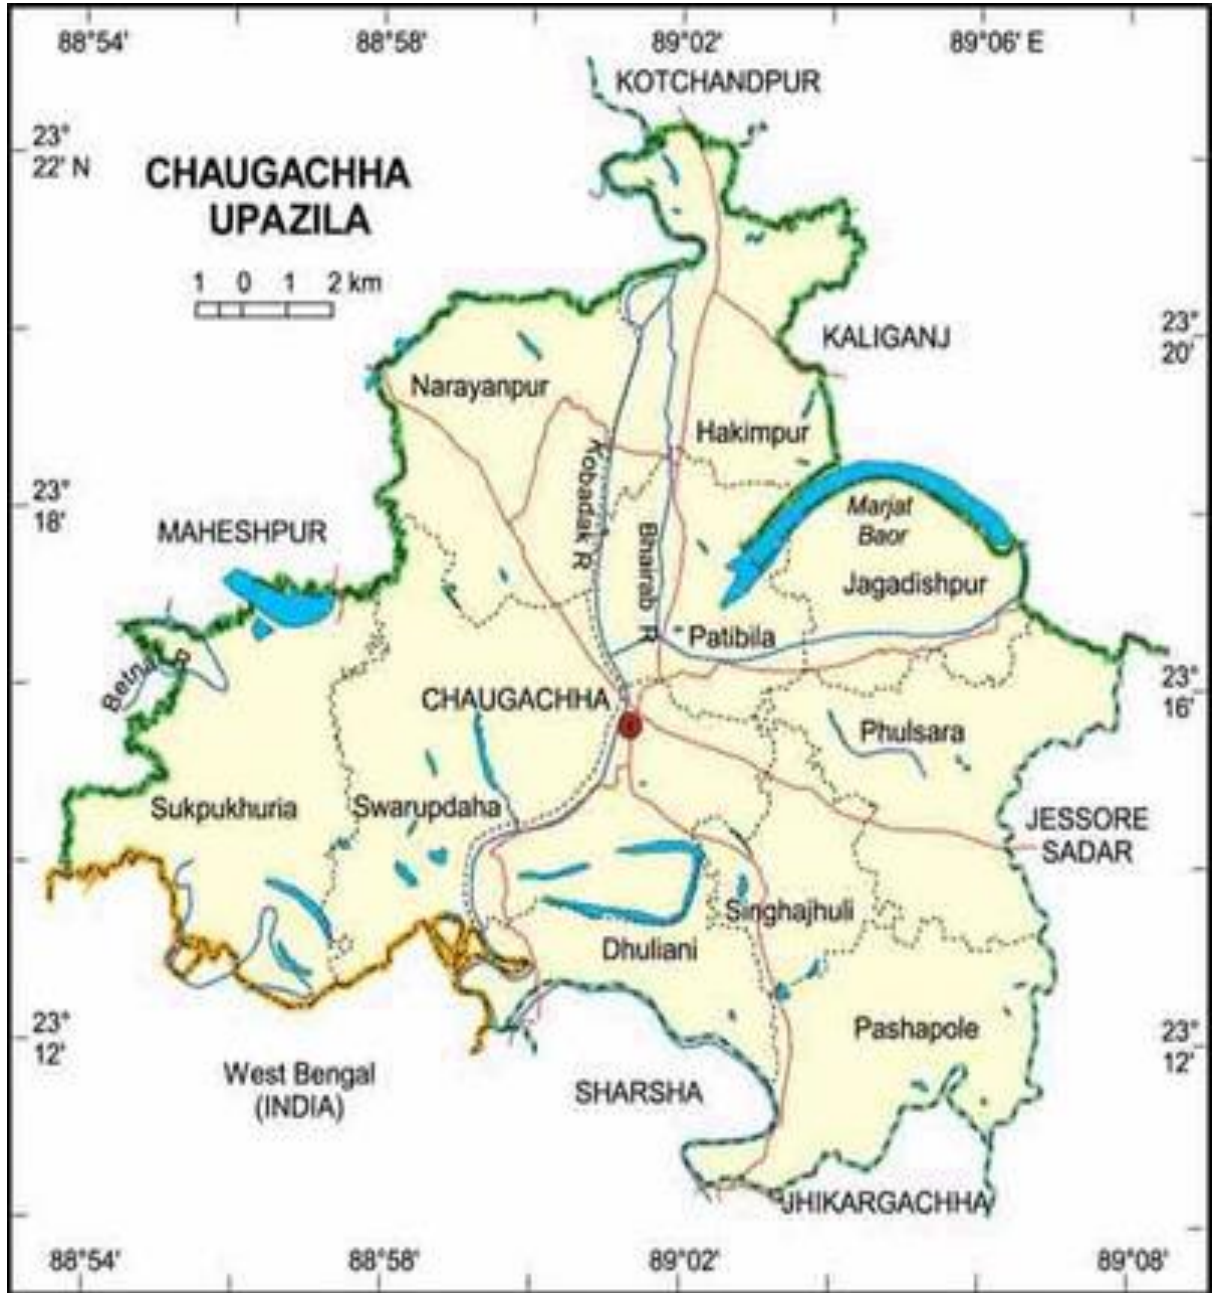 88°54'
88°58'
89°02'
89°06' E
KOTCHANDPUR
23°
22' N
CHAUGACHHA
UPAZILA
1 0 1 2 km
23°
20'
KALIGANJ
Narayanpur
Hakimpur
Kobadak R
23°
18'
Marjat
Baor
MAHESHPUR
Bhairab R
Jagadishpur
Patibila
Betna R
CHAUGACHHA
23°
16'
Phulsara
Sukpukhuria
Swarupdaha
JESSORE
SADAR
Singhajhuli
Dhuliani
23°
12'
Pashapole
23°
12'
West Bengal
(INDIA)
SHARSHA
JHIKARGACHHA
88°54'
88°58'
89°02'
89°08'